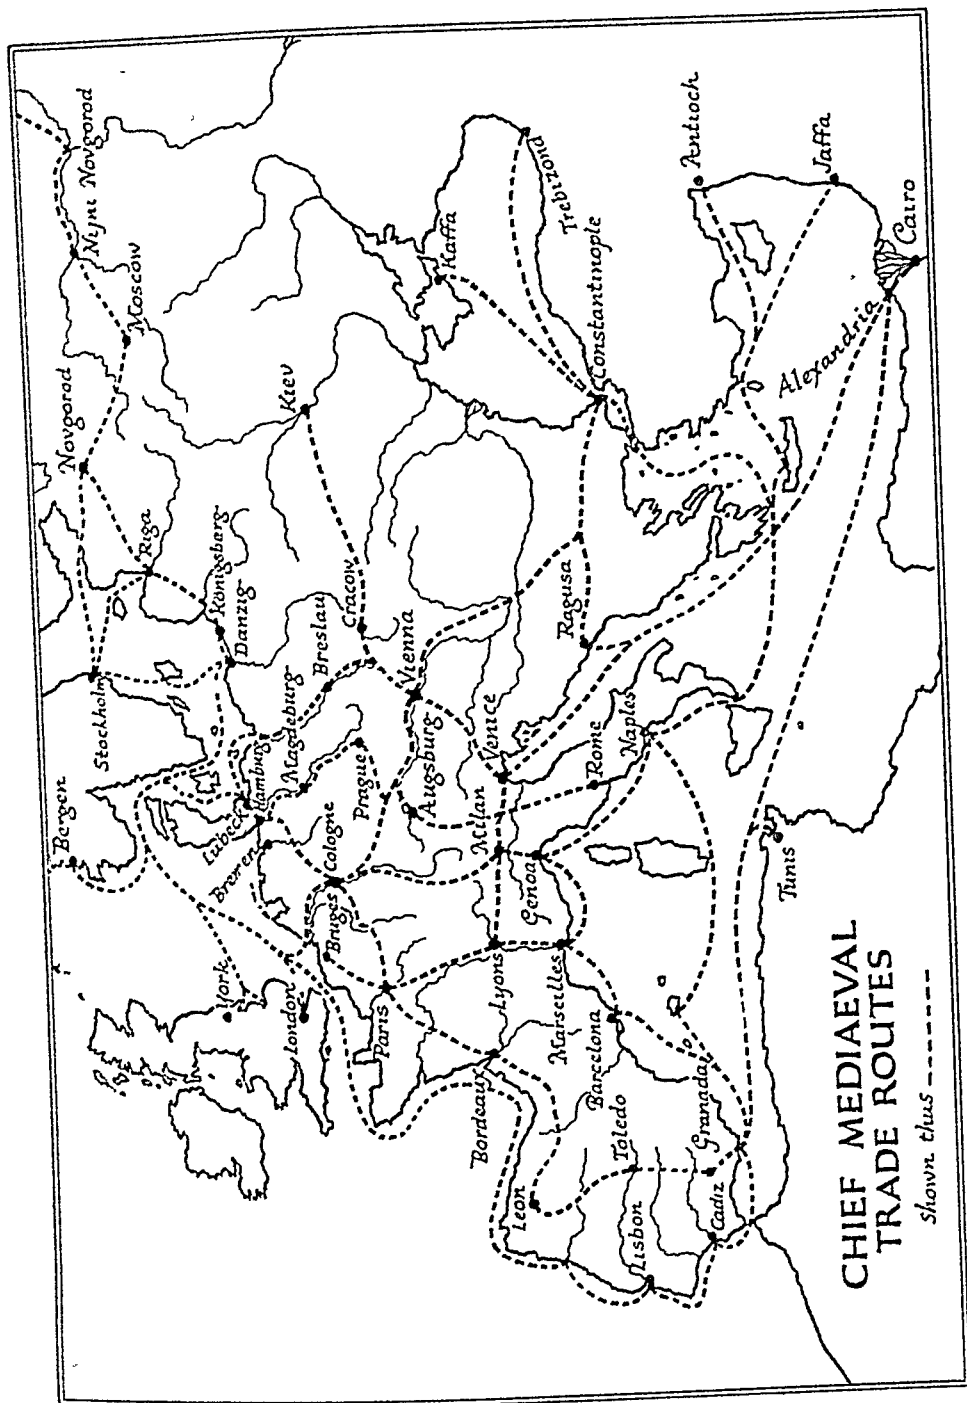 CHIEF MEDIAEVAL
TRADE ROUTES
Shown thus
Bergen
Stockholm
Novgorod
Moscow
Nijni Novgorod
Riga
Königsberg
Danzig
Lübeck
Hamburg
Bremen
Magdeburg
Breslau
Cracow
Kiev
York
London
Bruges
Cologne
Prague
Vienna
Augsburg
Paris
Kaffa
Trebizond
Constantinople
Bordeaux
Lyons
Milan
Venice
Genoa
Marseilles
Ragusa
Rome
Naples
Leon
Barcelona
Toledo
Lisbon
Granada
Cadiz
Tunis
Antioch
Jaffa
Alexandria
Cairo